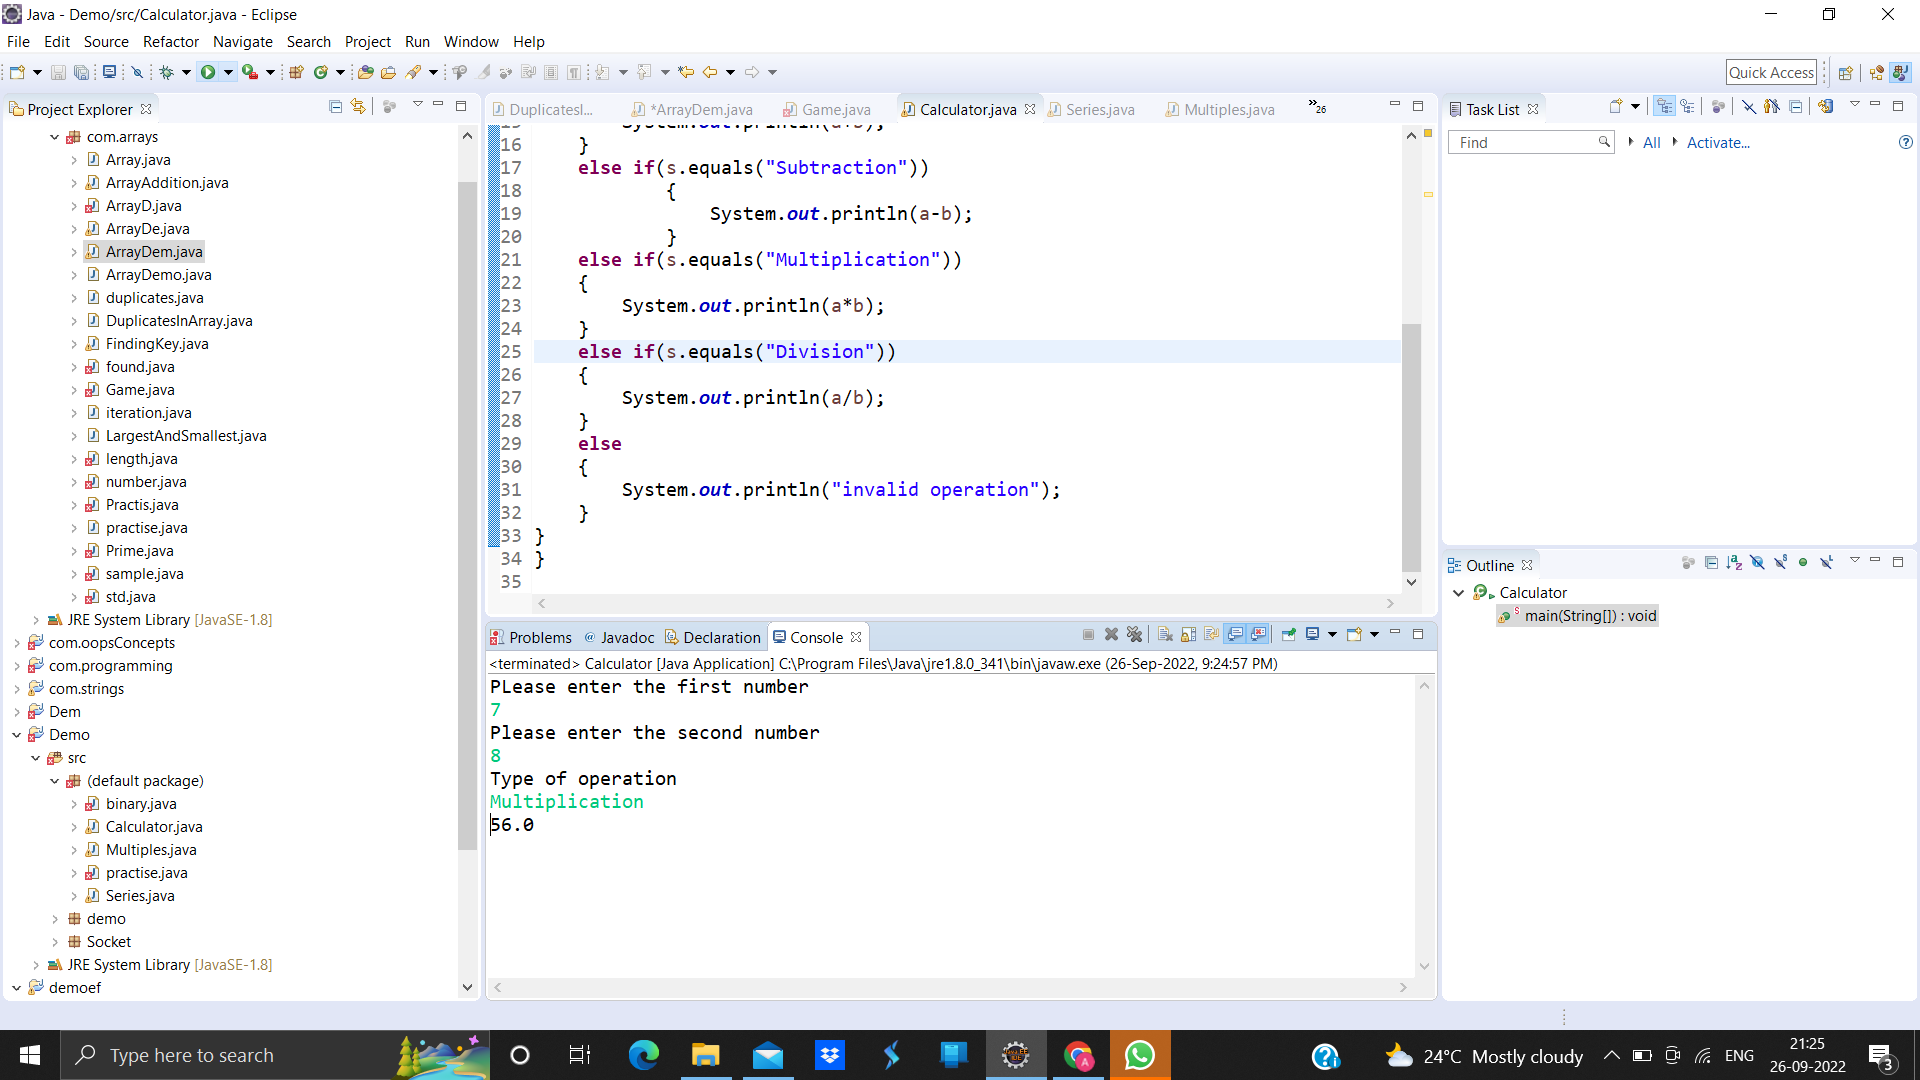 Java - Demo/src/Calculator.java - Eclipse
File Edit Source Refactor Navigate Search Project Run Window Help
Quick Access
Project Explorer
com.arrays
Array.java
ArrayAddition.java
ArrayD.java
ArrayDe.java
ArrayDem.java
ArrayDemo.java
duplicates.java
DuplicatesInArray.java
FindingKey.java
found.java
Game.java
iteration.java
LargestAndSmallest.java
length.java
number.java
Practis.java
practise.java
Prime.java
sample.java
std.java
JRE System Library [JavaSE-1.8]
com.oopsConcepts
com.programming
com.strings
Dem
Demo
src
(default package)
binary.java
Calculator.java
Multiples.java
practise.java
Series.java
demo
Socket
JRE System Library [JavaSE-1.8]
demoef
DuplicatesI... *ArrayDem.java Game.java Calculator.java Series.java Multiples.java »26
15 System.out.println(a+b);
16 }
17 else if(s.equals("Subtraction"))
18 {
19 System.out.println(a-b);
20 }
21 else if(s.equals("Multiplication"))
22 {
23 System.out.println(a*b);
24 }
25 else if(s.equals("Division"))
26 {
27 System.out.println(a/b);
28 }
29 else
30 {
31 System.out.println("invalid operation");
32 }
33 }
34 }
35
Problems @ Javadoc Declaration Console
<terminated> Calculator [Java Application] C:\Program Files\Java\jre1.8.0_341\bin\javaw.exe (26-Sep-2022, 9:24:57 PM)
PLease enter the first number
7
Please enter the second number
8
Type of operation
Multiplication
56.0
Task List
Find All Activate...
Outline
Calculator
main(String[]) : void
Type here to search
24°C Mostly cloudy
ENG
21:25
26-09-2022
3